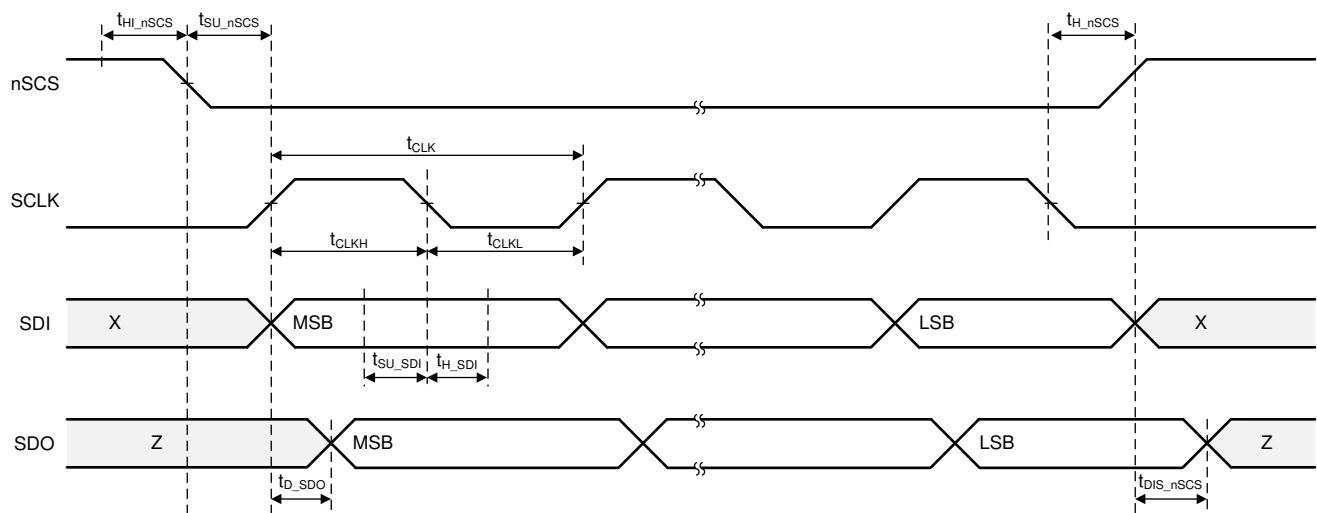 tHI_nSCS tSU_nSCS tH_nSCS
nSCS
tCLK
SCLK
tCLKH tCLKL
SDI X MSB LSB X
tSU_SDI tH_SDI
SDO Z MSB LSB Z
tD_SDO tDIS_nSCS